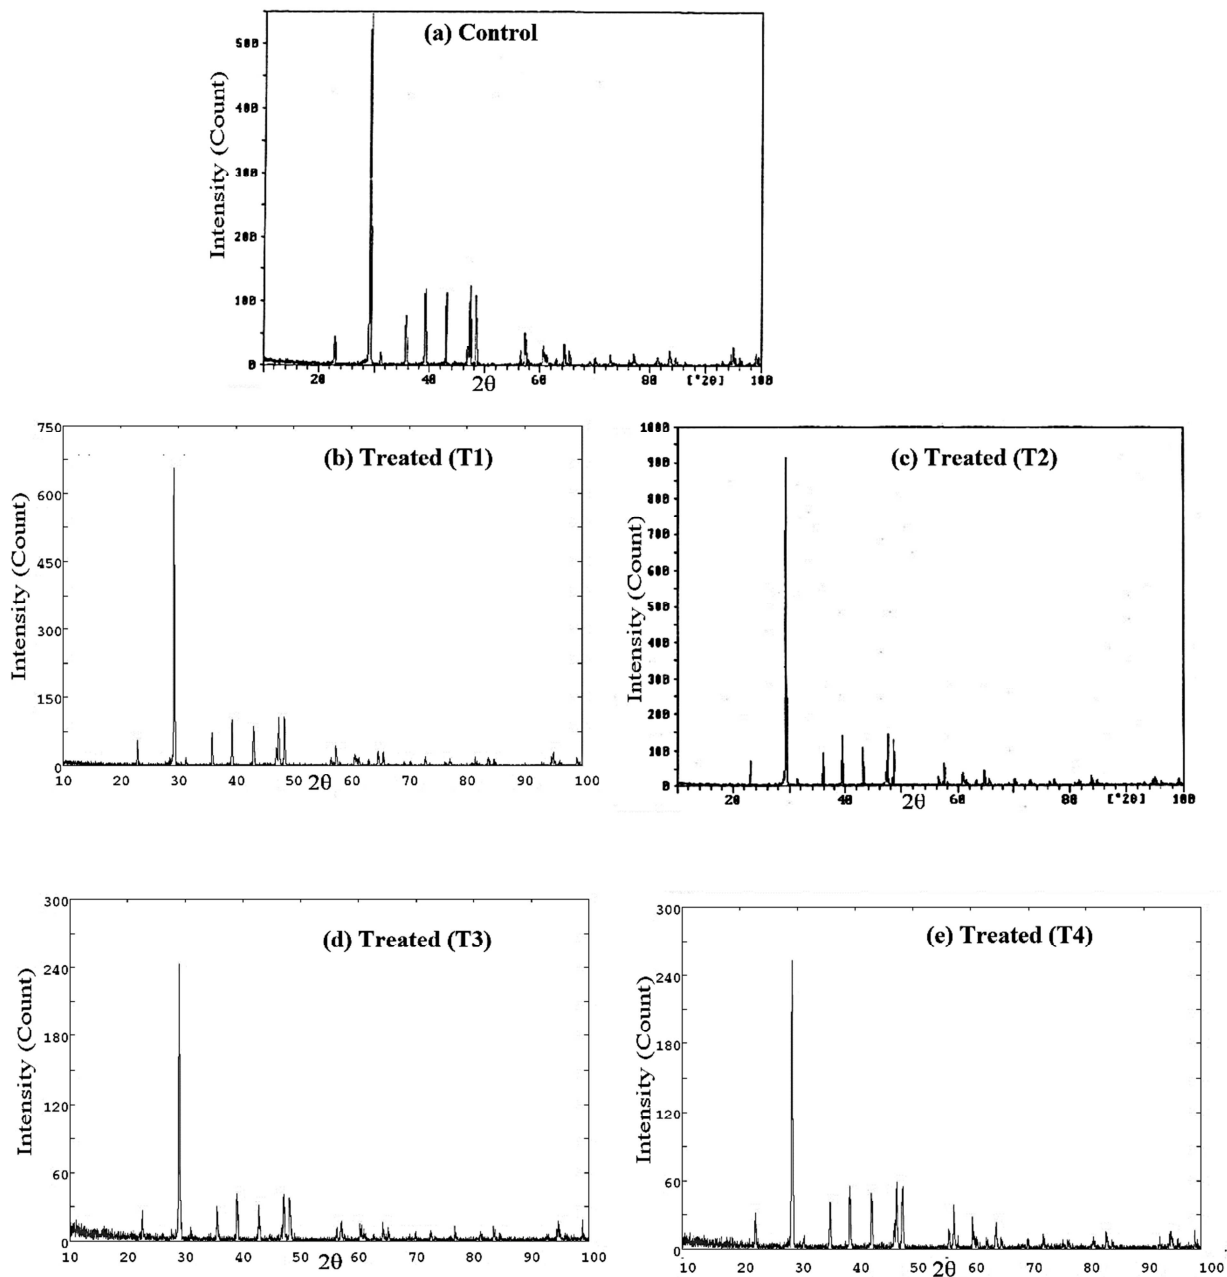 (a) Control
Intensity (Count)
500
400
300
200
100
0
20 40 60 80 [°2θ] 100
2θ
(b) Treated (T1)
Intensity (Count)
750
600
450
300
150
0
10 20 30 40 50 60 70 80 90 100
2θ
(c) Treated (T2)
Intensity (Count)
1000
900
800
700
600
500
400
300
200
100
0
20 40 60 80 [°2θ] 100
2θ
(d) Treated (T3)
Intensity (Count)
300
240
180
120
60
0
10 20 30 40 50 60 70 80 90 100
2θ
(e) Treated (T4)
Intensity (Count)
300
240
180
120
60
0
10 20 30 40 50 60 70 80 90 100
2θ